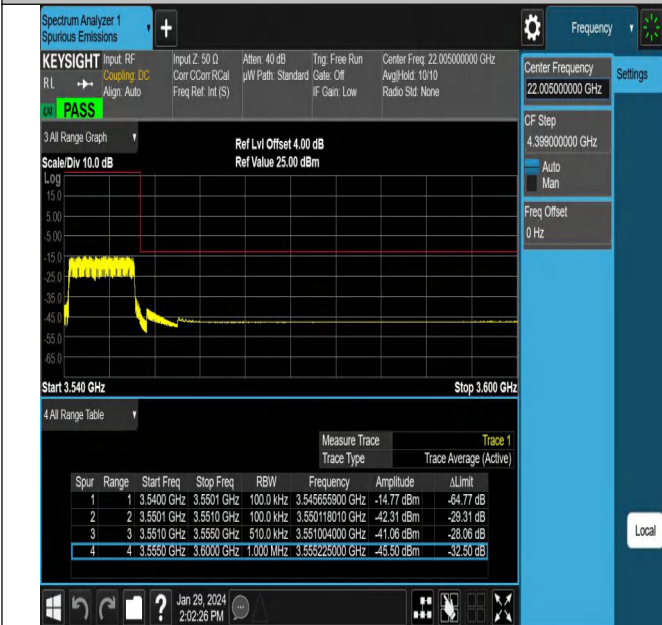 Spectrum Analyzer 1
Spurious Emissions
+
Frequency
KEYSIGHT
RL
PASS
Input: RF
Coupling: DC
Align: Auto
Input Z: 50 Ω
Corr CCorr RCal
Freq Ref: Int (S)
Atten: 40 dB
µW Path: Standard
Trig: Free Run
Gate: Off
IF Gain: Low
Center Freq: 22.005000000 GHz
Avg|Hold: 10/10
Radio Std: None
Center Frequency
22.005000000 GHz
Settings
CF Step
4.399000000 GHz
Auto
Man
Freq Offset
0 Hz
3 All Range Graph
Scale/Div 10.0 dB
Ref Lvl Offset 4.00 dB
Ref Value 25.00 dBm
Log
15.0
5.00
-5.00
-15.0
-25.0
-35.0
-45.0
-55.0
-65.0
Start 3.540 GHz
Stop 3.600 GHz
4 All Range Table
Measure Trace Trace 1
Trace Type Trace Average (Active)
Spur Range Start Freq Stop Freq RBW Frequency Amplitude ΔLimit
1 1 3.5400 GHz 3.5501 GHz 100.0 kHz 3.545655900 GHz -14.77 dBm -64.77 dB
2 2 3.5501 GHz 3.5510 GHz 100.0 kHz 3.550118010 GHz -42.31 dBm -29.31 dB
3 3 3.5510 GHz 3.5550 GHz 510.0 kHz 3.551004000 GHz -41.06 dBm -28.06 dB
4 4 3.5550 GHz 3.6000 GHz 1.000 MHz 3.555225000 GHz -45.50 dBm -32.50 dB
Local
?
Jan 29, 2024
2:02:26 PM